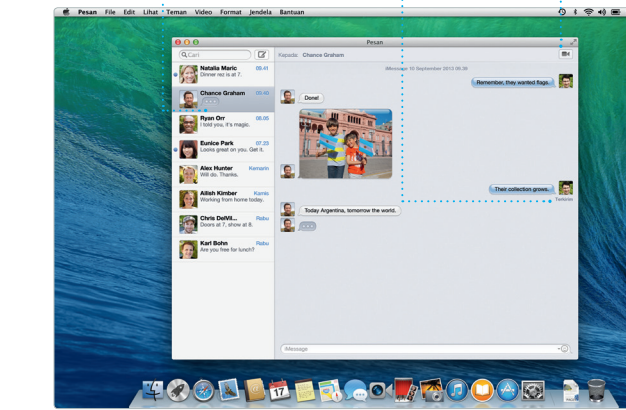 Pesan File Edit Lihat Teman Video Format Jendela Bantuan
Pesan
Cari
Kepada: Chance Graham
Natalia Maric 09.41
Dinner rez is at 7.
Chance Graham 09.40
Ryan Orr 08.05
I told you, it's magic.
Eunice Park 07.23
Looks great on you. Get it.
Alex Hunter Kemarin
Will do. Thanks.
Ailish Kimber Kamis
Working from home today.
Chris DelVil... Rabu
Doors at 7, show at 8.
Karl Bohn Rabu
Are you free for lunch?
iMessage 10 September 2013 09.39
Remember, they wanted flags.
Done!
Their collection grows.
Terkirim
Today Argentina, tomorrow the world.
iMessage
17